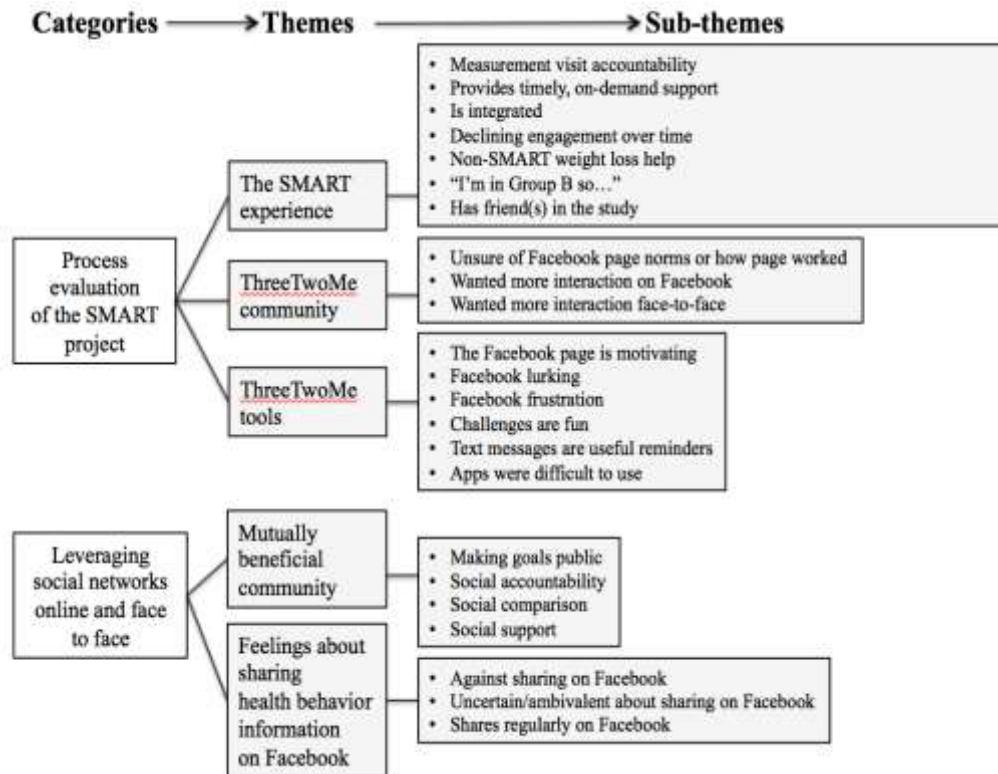 Categories
Themes
Sub-themes
Process
evaluation
of the SMART
project
The SMART
experience
• Measurement visit accountability
• Provides timely, on-demand support
• Is integrated
• Declining engagement over time
• Non-SMART weight loss help
• “I’m in Group B so…”
• Has friend(s) in the study
ThreeTwoMe
community
• Unsure of Facebook page norms or how page worked
• Wanted more interaction on Facebook
• Wanted more interaction face-to-face
ThreeTwoMe
tools
• The Facebook page is motivating
• Facebook lurking
• Facebook frustration
• Challenges are fun
• Text messages are useful reminders
• Apps were difficult to use
Leveraging
social networks
online and face
to face
Mutually
beneficial
community
• Making goals public
• Social accountability
• Social comparison
• Social support
Feelings about
sharing
health behavior
information
on Facebook
• Against sharing on Facebook
• Uncertain/ambivalent about sharing on Facebook
• Shares regularly on Facebook